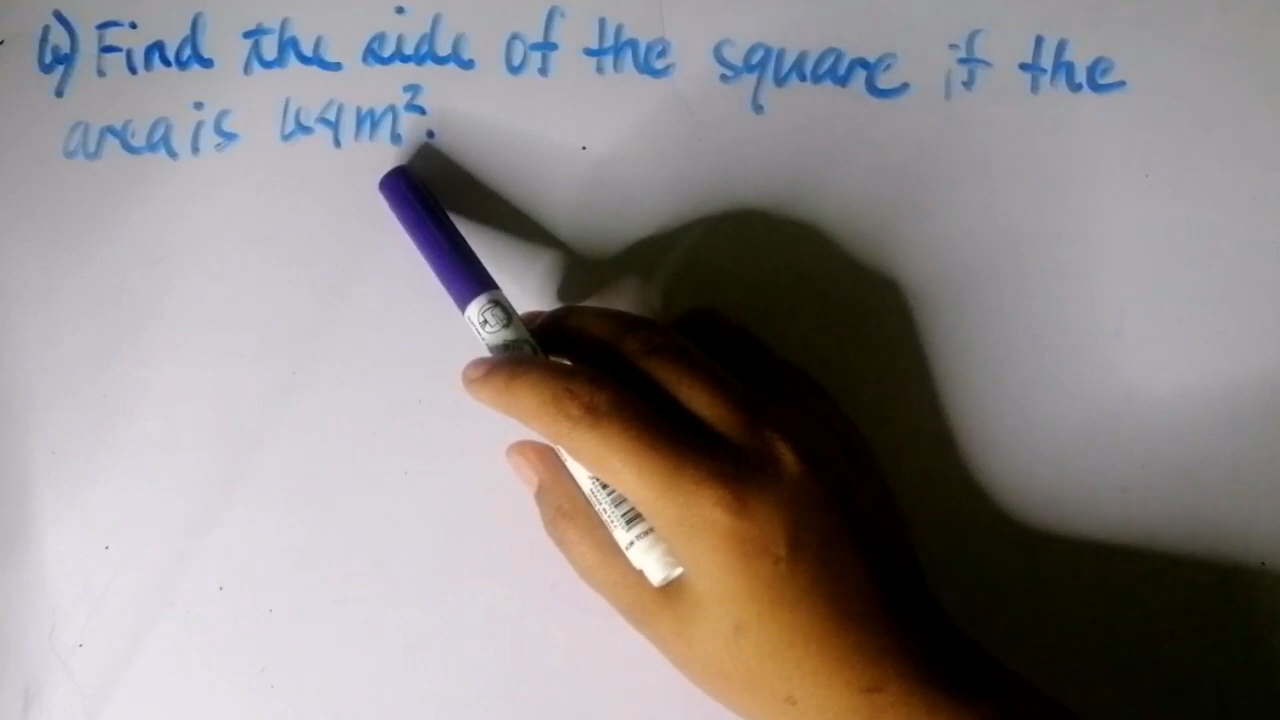 b) Find the side of the square if the
area is 64m².